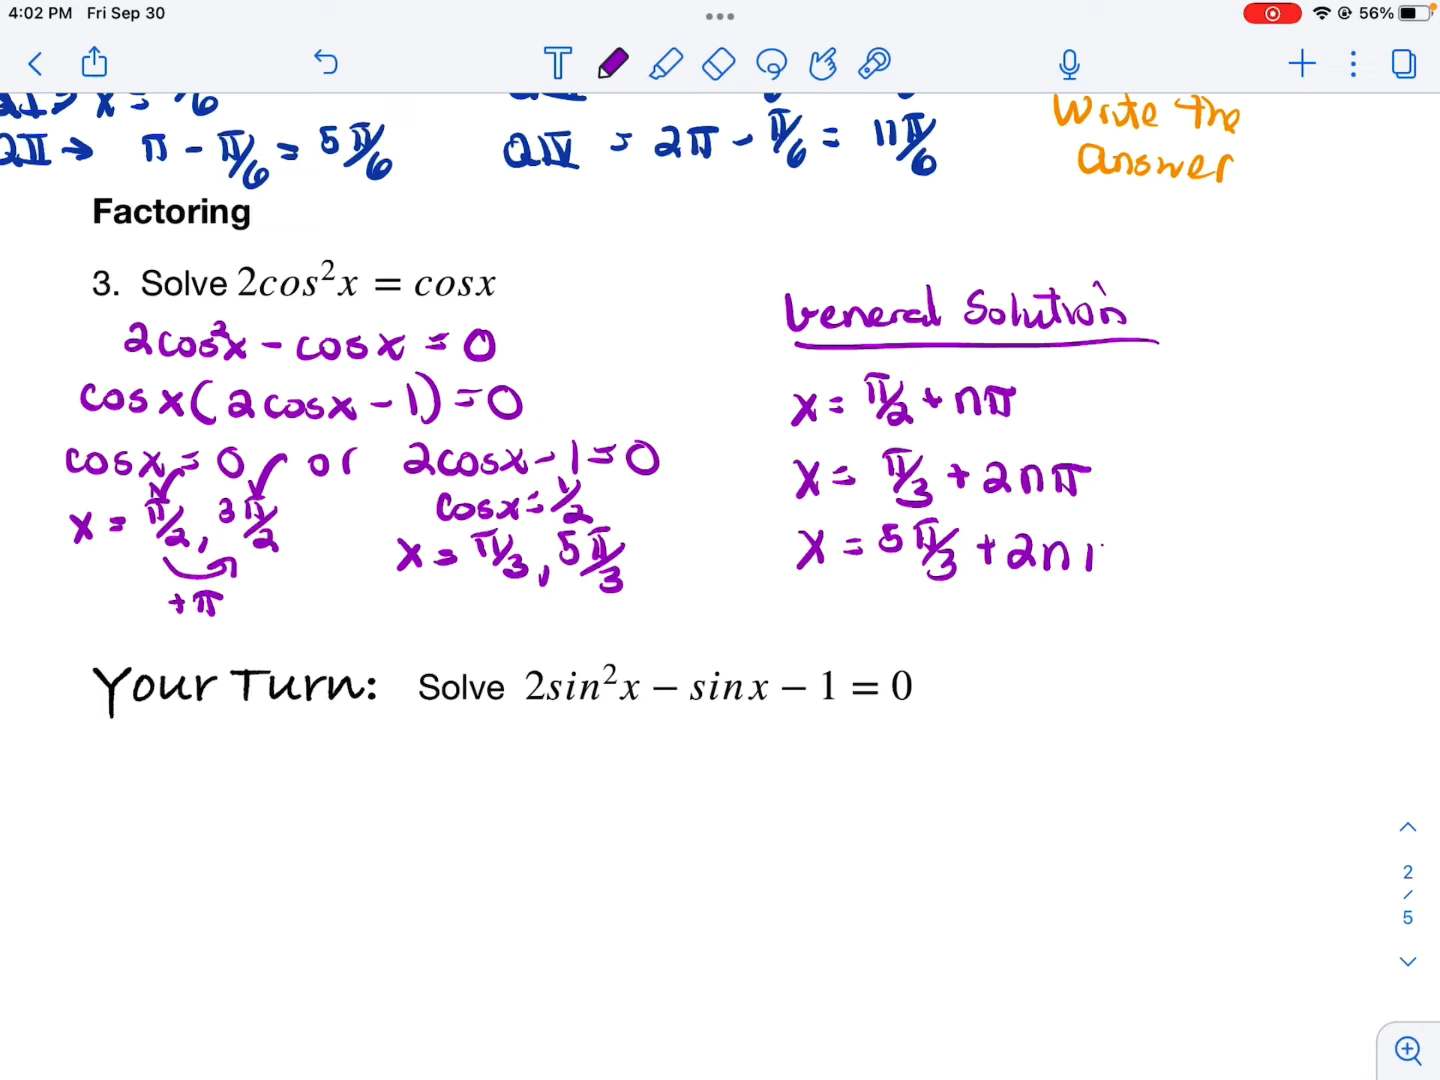 4:02 PM Fri Sep 30
56%
x = π/6
QII → π - π/6 = 5π/6
QIV = 2π - π/6 = 11π/6
Write the
answer
Factoring
3. Solve 2cos²x = cosx
2cos²x - cosx = 0
cosx(2cosx - 1) = 0
cosx = 0 or 2cosx - 1 = 0
cosx = 1/2
x = π/2, 3π/2
x = π/3, 5π/3
+π
General Solution
x = π/2 + nπ
x = π/3 + 2nπ
x = 5π/3 + 2n
Your Turn: Solve 2sin²x − sinx − 1 = 0
2
/
5